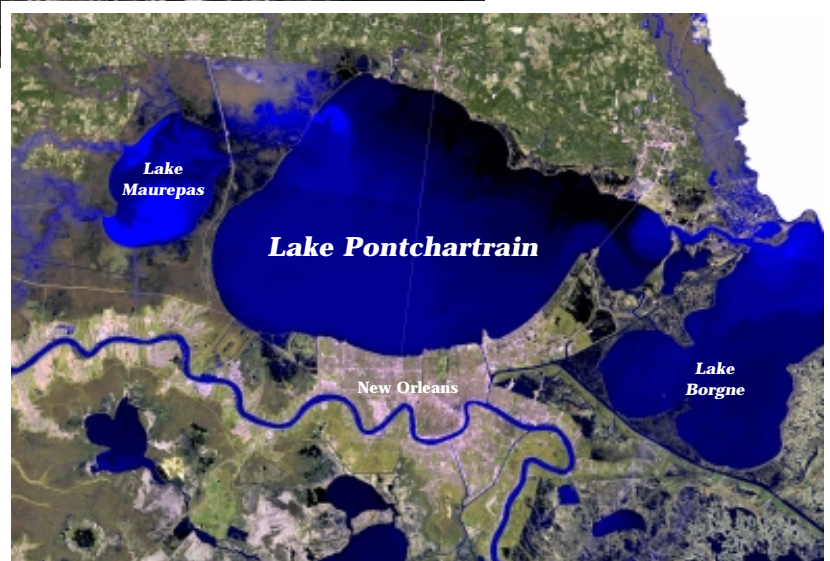 Lake
Maurepas
Lake Pontchartrain
New Orleans
Lake
Borgne